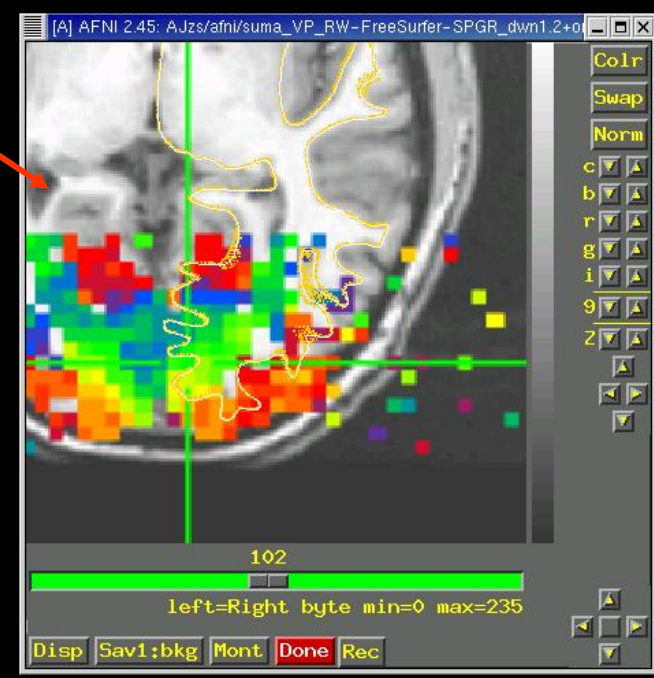 [A] AFNI 2.45: AJzs/afni/suma_VP_RW-FreeSurfer-SPGR_dwn1.2+or
Colr
Swap
Norm
c
b
r
g
i
9
Z
102
left=Right byte min=0 max=235
Disp Sav1:bkg Mont Done Rec